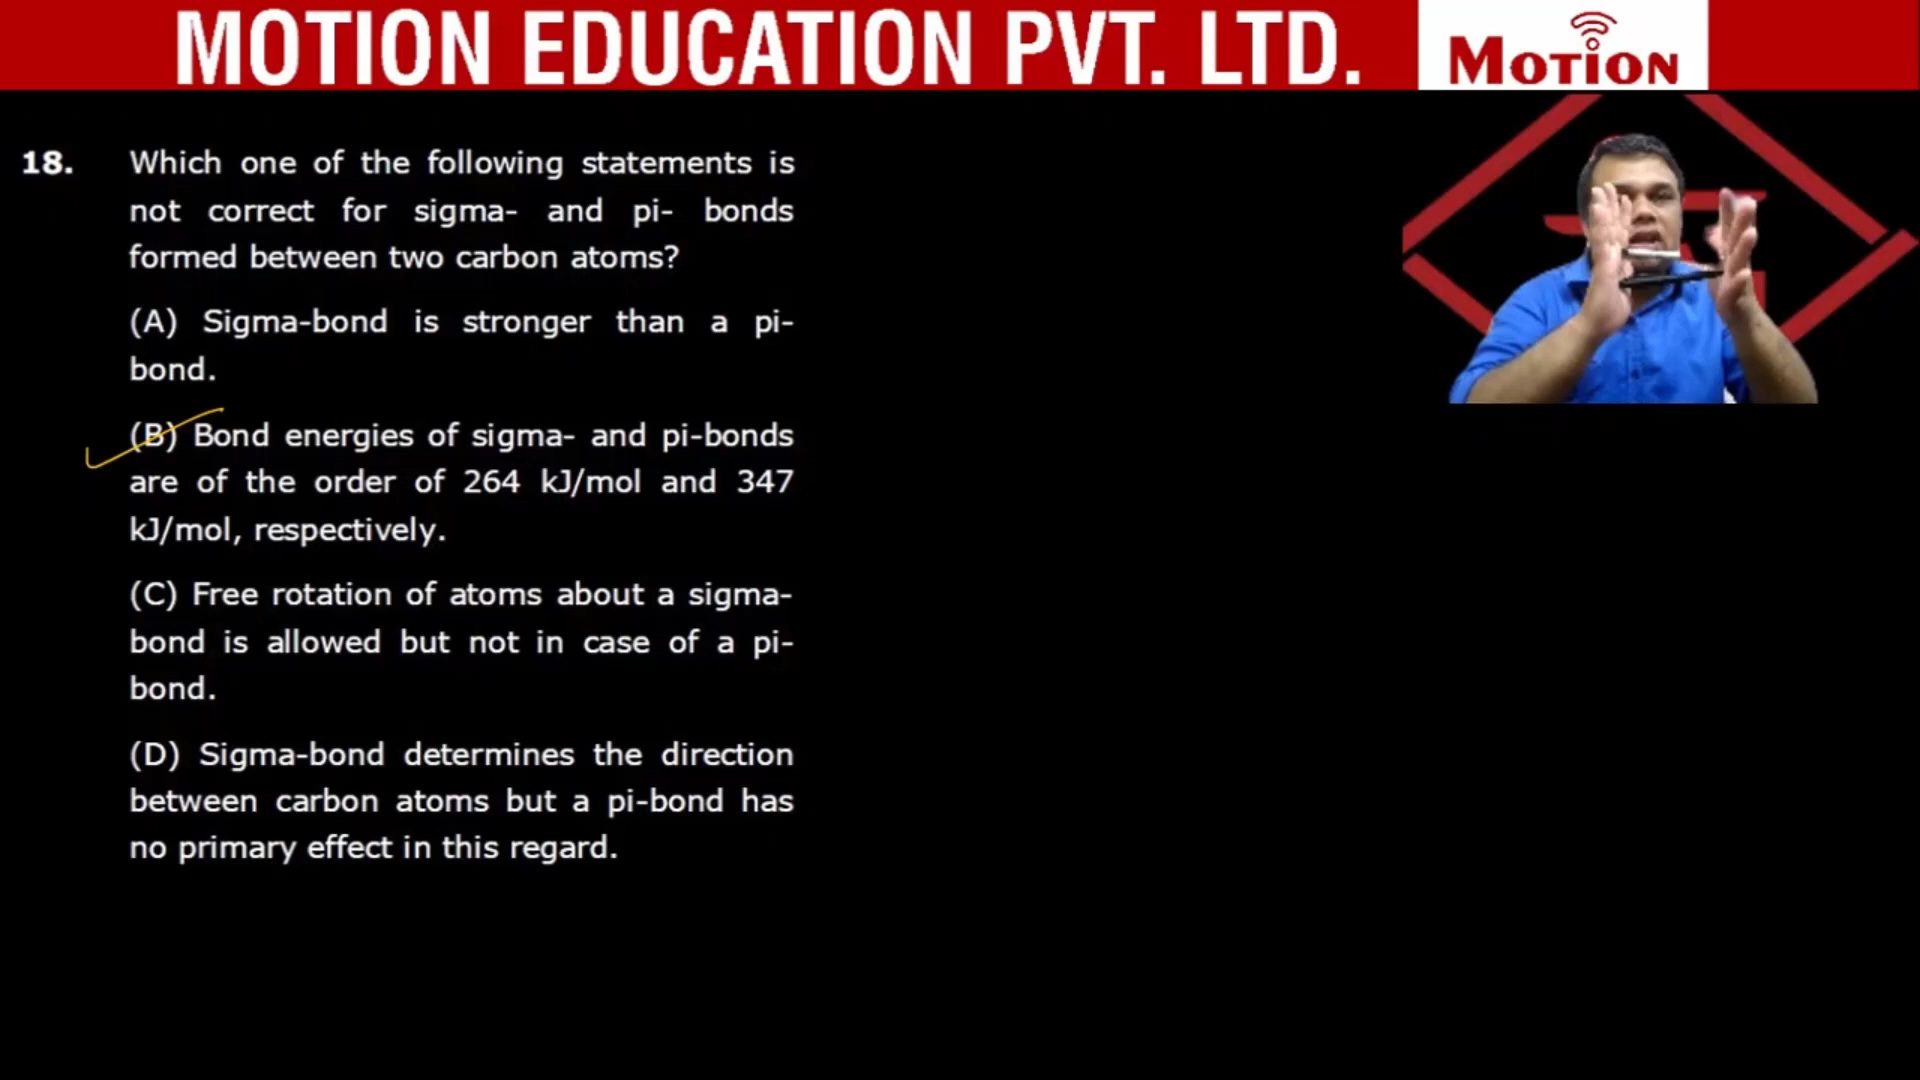 MOTION EDUCATION PVT. LTD.
MOTION
18. Which one of the following statements is
not correct for sigma- and pi- bonds
formed between two carbon atoms?
(A) Sigma-bond is stronger than a pi-
bond.
(B) Bond energies of sigma- and pi-bonds
are of the order of 264 kJ/mol and 347
kJ/mol, respectively.
(C) Free rotation of atoms about a sigma-
bond is allowed but not in case of a pi-
bond.
(D) Sigma-bond determines the direction
between carbon atoms but a pi-bond has
no primary effect in this regard.